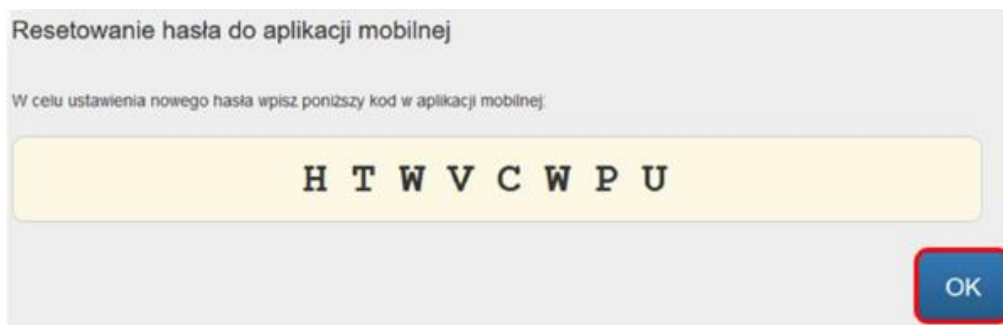 Resetowanie hasła do aplikacji mobilnej
W celu ustawienia nowego hasła wpisz poniższy kod w aplikacji mobilnej:
H T W V C W P U
OK